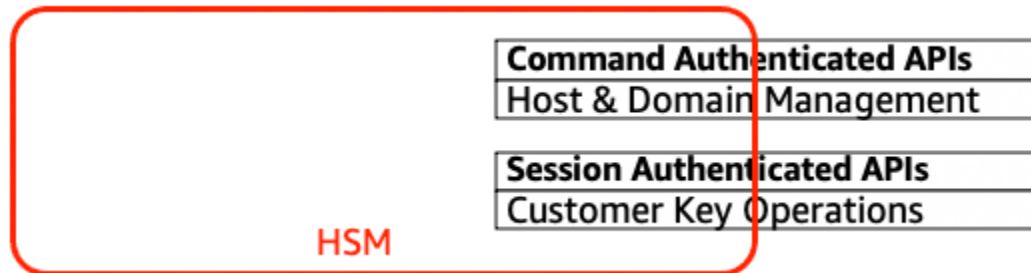 Command Authenticated APIs
Host & Domain Management
Session Authenticated APIs
Customer Key Operations
HSM